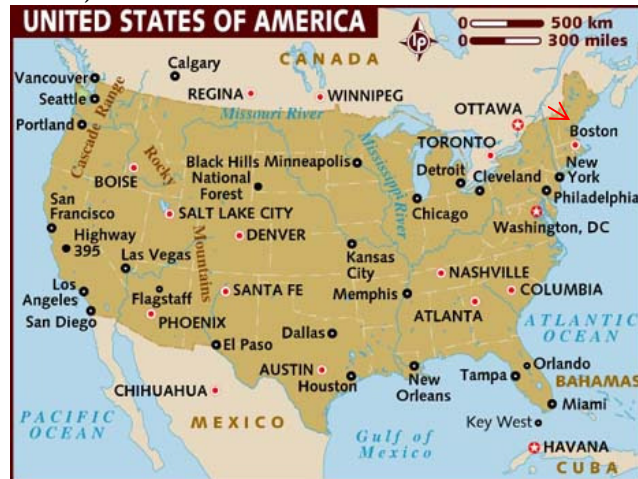 UNITED STATES OF AMERICA
0 500 km
0 300 miles
lp
CANADA
Calgary
Vancouver
REGINA
WINNIPEG
Seattle
Missouri River
OTTAWA
Portland
Cascade Range
Boston
TORONTO
Rocky
Mountains
Black Hills
National
Forest
Minneapolis
Mississippi River
Detroit
Cleveland
New
York
BOISE
Philadelphia
San
Francisco
SALT LAKE CITY
Chicago
Washington, DC
Highway
395
DENVER
Las Vegas
Kansas
City
NASHVILLE
Los
Angeles
Flagstaff
SANTA FE
Memphis
COLUMBIA
San Diego
PHOENIX
ATLANTA
ATLANTIC
OCEAN
Dallas
El Paso
AUSTIN
Houston
New
Orleans
Tampa
Orlando
BAHAMAS
CHIHUAHUA
Miami
PACIFIC
OCEAN
MEXICO
Key West
Gulf of
Mexico
HAVANA
CUBA